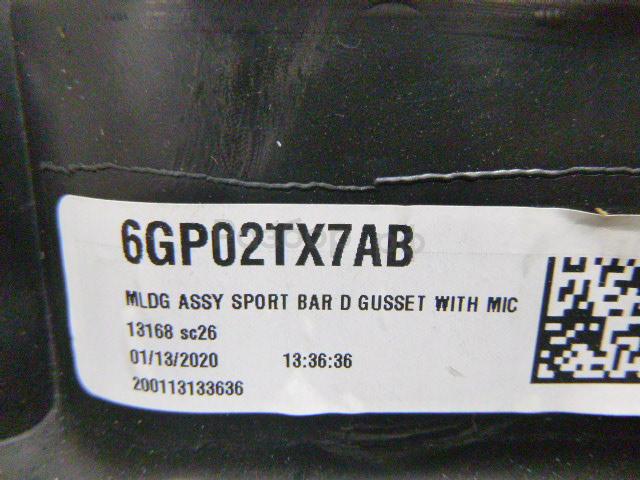 6GP02TX7AB
MLDG ASSY SPORT BAR D GUSSET WITH MIC
13168 sc26
01/13/2020 13:36:36
200113133636